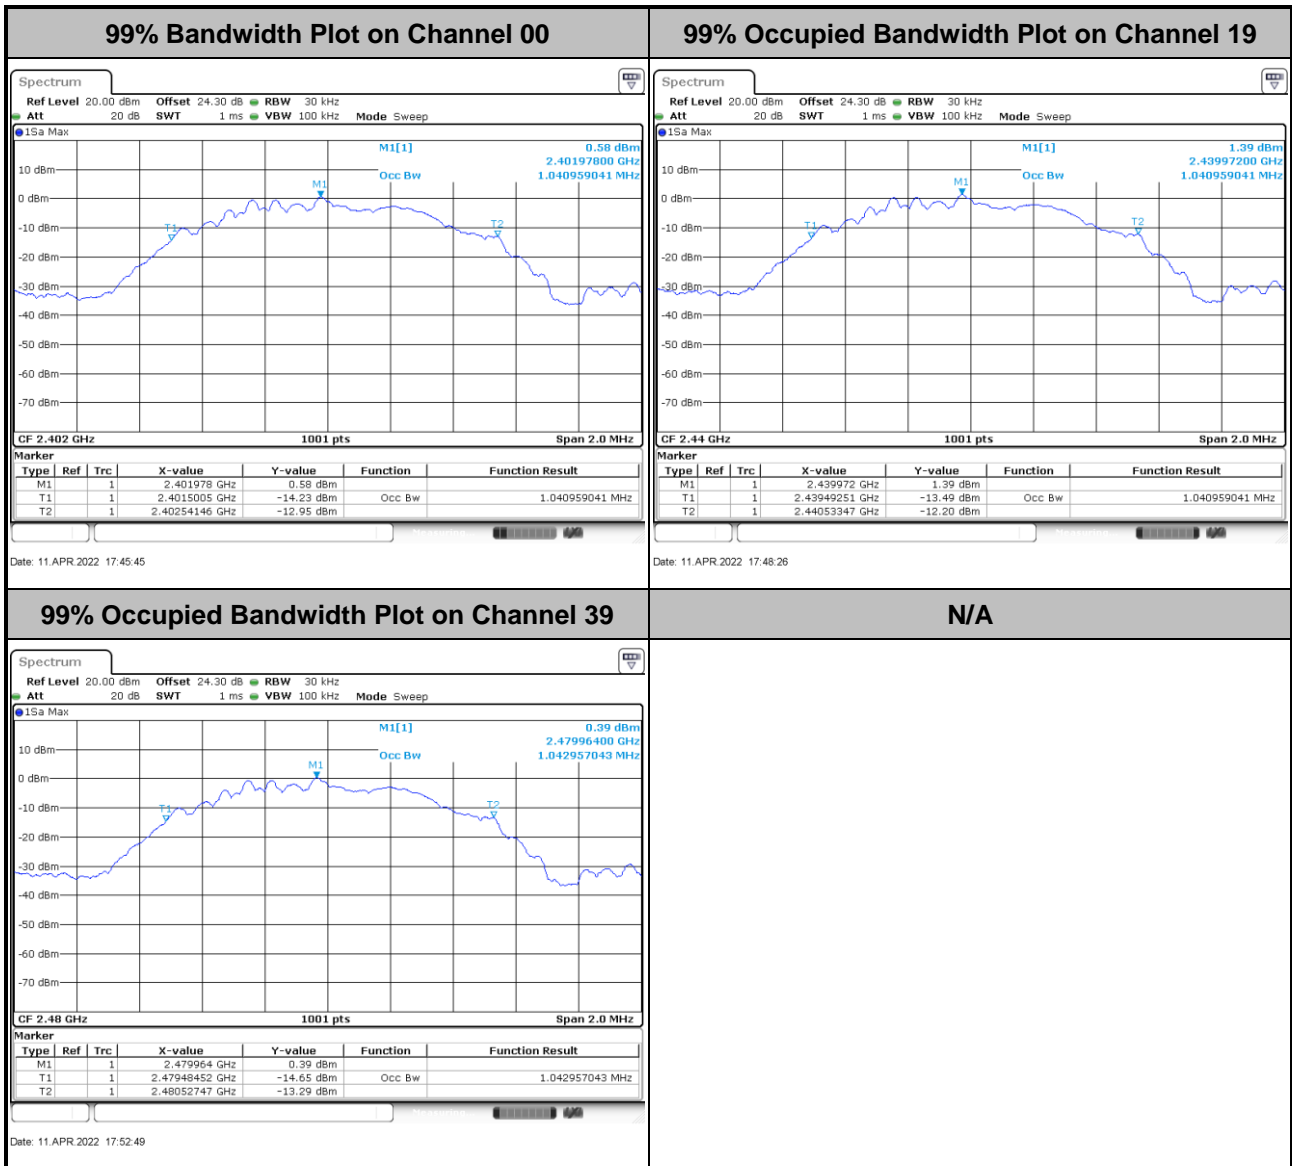 99% Bandwidth Plot on Channel 00
99% Occupied Bandwidth Plot on Channel 19
Spectrum
Ref Level 20.00 dBm Offset 24.30 dB RBW 30 kHz
Att 20 dB SWT 1 ms VBW 100 kHz Mode Sweep
1Sa Max
M1[1] 0.58 dBm
2.40197800 GHz
Occ Bw 1.040959041 MHz
10 dBm
0 dBm
-10 dBm
-20 dBm
-30 dBm
-40 dBm
-50 dBm
-60 dBm
-70 dBm
M1
T1
T2
CF 2.402 GHz 1001 pts Span 2.0 MHz
Marker
Type Ref Trc X-value Y-value Function Function Result
M1 1 2.401978 GHz 0.58 dBm
T1 1 2.4015005 GHz -14.23 dBm Occ Bw 1.040959041 MHz
T2 1 2.40254146 GHz -12.95 dBm
Measuring
Date: 11.APR.2022 17:45:45
Spectrum
Ref Level 20.00 dBm Offset 24.30 dB RBW 30 kHz
Att 20 dB SWT 1 ms VBW 100 kHz Mode Sweep
1Sa Max
M1[1] 1.39 dBm
2.43997200 GHz
Occ Bw 1.040959041 MHz
10 dBm
0 dBm
-10 dBm
-20 dBm
-30 dBm
-40 dBm
-50 dBm
-60 dBm
-70 dBm
M1
T1
T2
CF 2.44 GHz 1001 pts Span 2.0 MHz
Marker
Type Ref Trc X-value Y-value Function Function Result
M1 1 2.439972 GHz 1.39 dBm
T1 1 2.43949251 GHz -13.49 dBm Occ Bw 1.040959041 MHz
T2 1 2.44053347 GHz -12.20 dBm
Measuring
Date: 11.APR.2022 17:48:26
99% Occupied Bandwidth Plot on Channel 39
N/A
Spectrum
Ref Level 20.00 dBm Offset 24.30 dB RBW 30 kHz
Att 20 dB SWT 1 ms VBW 100 kHz Mode Sweep
1Sa Max
M1[1] 0.39 dBm
2.47996400 GHz
Occ Bw 1.042957043 MHz
10 dBm
0 dBm
-10 dBm
-20 dBm
-30 dBm
-40 dBm
-50 dBm
-60 dBm
-70 dBm
M1
T1
T2
CF 2.48 GHz 1001 pts Span 2.0 MHz
Marker
Type Ref Trc X-value Y-value Function Function Result
M1 1 2.479964 GHz 0.39 dBm
T1 1 2.47948452 GHz -14.65 dBm Occ Bw 1.042957043 MHz
T2 1 2.48052747 GHz -13.29 dBm
Measuring
Date: 11.APR.2022 17:52:49